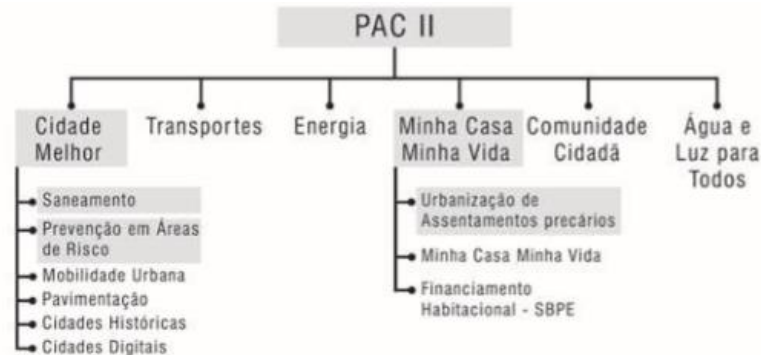 PAC II
Cidade
Melhor
Transportes
Energia
Minha Casa
Minha Vida
Comunidade
Cidadã
Água e
Luz para
Todos
Saneamento
Prevenção em Áreas
de Risco
Mobilidade Urbana
Pavimentação
Cidades Históricas
Cidades Digitais
Urbanização de
Assentamentos precários
Minha Casa Minha Vida
Financiamento
Habitacional - SBPE